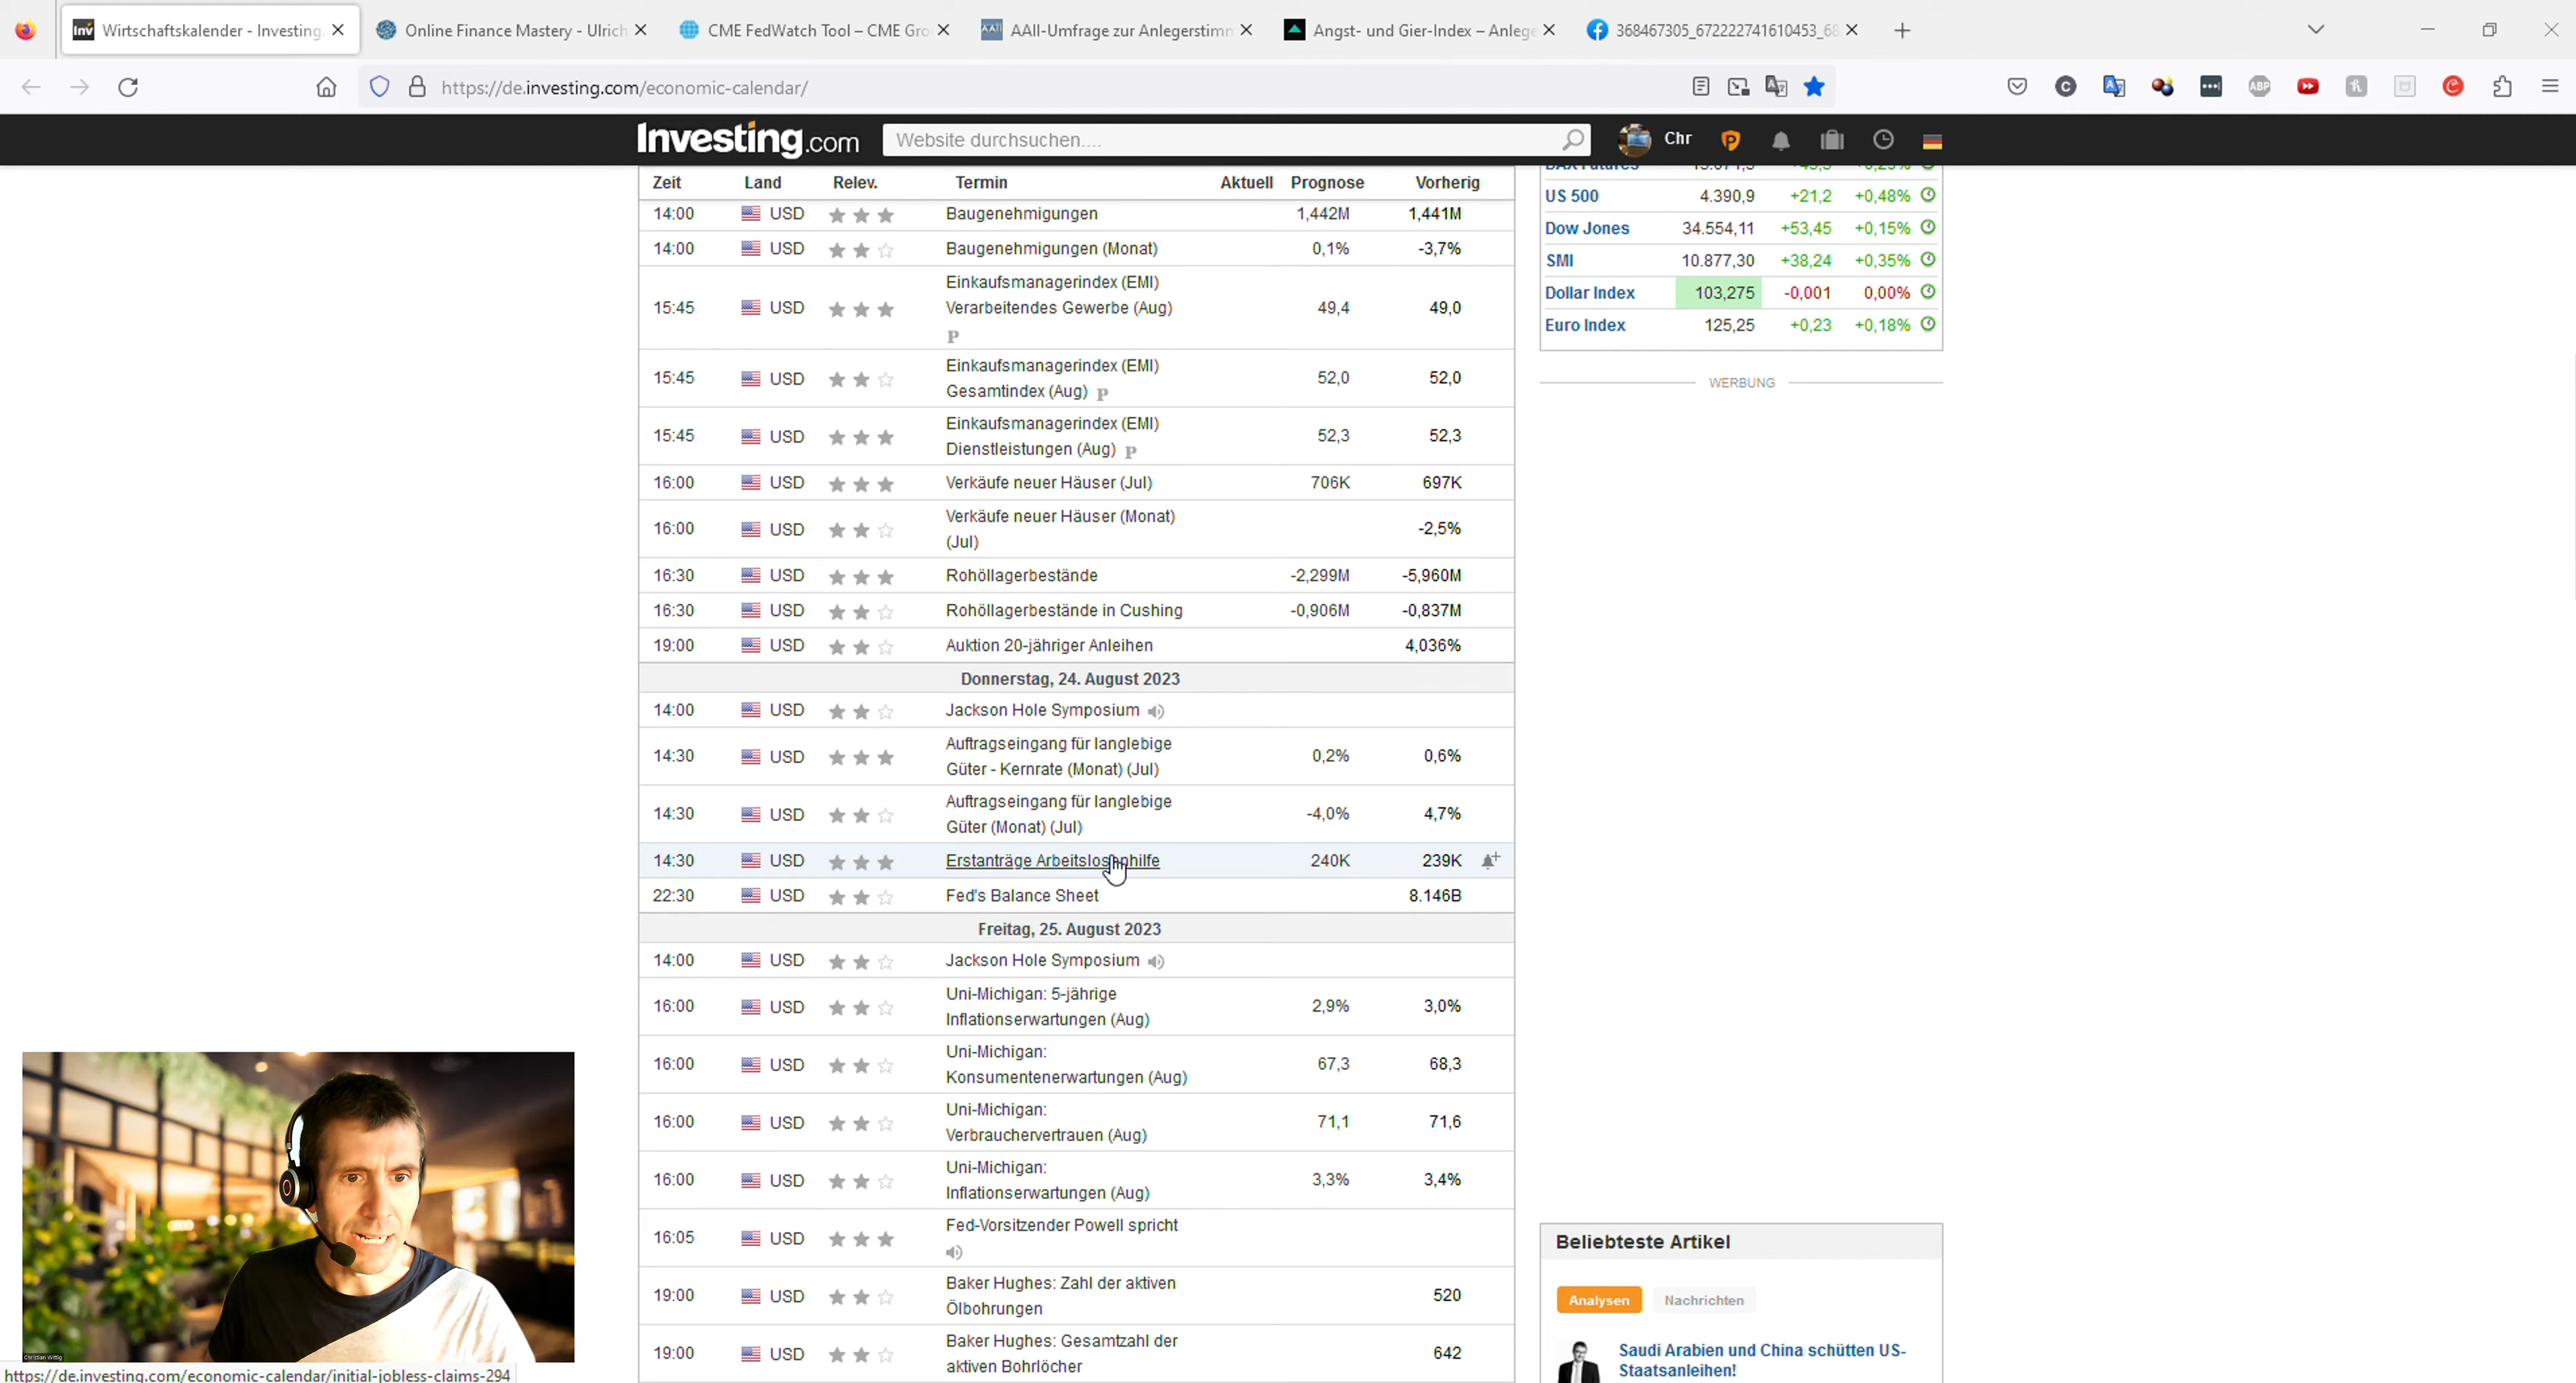 Wirtschaftskalender - Investing.
Online Finance Mastery - Ulrich
CME FedWatch Tool – CME Gro
AAII-Umfrage zur Anlegerstimm
Angst- und Gier-Index – Anlege
368467305_672222741610453_68
https://de.investing.com/economic-calendar/
Investing.com
Website durchsuchen....
Chr
Zeit Land Relev. Termin Aktuell Prognose Vorherig
14:00 USD Baugenehmigungen 1,442M 1,441M
14:00 USD Baugenehmigungen (Monat) 0,1% -3,7%
15:45 USD Einkaufsmanagerindex (EMI) 49,4 49,0
Verarbeitendes Gewerbe (Aug)
P
15:45 USD Einkaufsmanagerindex (EMI) 52,0 52,0
Gesamtindex (Aug) P
15:45 USD Einkaufsmanagerindex (EMI) 52,3 52,3
Dienstleistungen (Aug) P
16:00 USD Verkäufe neuer Häuser (Jul) 706K 697K
16:00 USD Verkäufe neuer Häuser (Monat) -2,5%
(Jul)
16:30 USD Rohöllagerbestände -2,299M -5,960M
16:30 USD Rohöllagerbestände in Cushing -0,906M -0,837M
19:00 USD Auktion 20-jähriger Anleihen 4,036%
Donnerstag, 24. August 2023
14:00 USD Jackson Hole Symposium
14:30 USD Auftragseingang für langlebige 0,2% 0,6%
Güter - Kernrate (Monat) (Jul)
14:30 USD Auftragseingang für langlebige -4,0% 4,7%
Güter (Monat) (Jul)
14:30 USD Erstanträge Arbeitslosenhilfe 240K 239K
22:30 USD Fed's Balance Sheet 8.146B
Freitag, 25. August 2023
14:00 USD Jackson Hole Symposium
16:00 USD Uni-Michigan: 5-jährige 2,9% 3,0%
Inflationserwartungen (Aug)
16:00 USD Uni-Michigan: 67,3 68,3
Konsumentenerwartungen (Aug)
16:00 USD Uni-Michigan: 71,1 71,6
Verbrauchervertrauen (Aug)
16:00 USD Uni-Michigan: 3,3% 3,4%
Inflationserwartungen (Aug)
16:05 USD Fed-Vorsitzender Powell spricht
19:00 USD Baker Hughes: Zahl der aktiven 520
Ölbohrungen
19:00 USD Baker Hughes: Gesamtzahl der 642
aktiven Bohrlöcher
US 500 4.390,9 +21,2 +0,48%
Dow Jones 34.554,11 +53,45 +0,15%
SMI 10.877,30 +38,24 +0,35%
Dollar Index 103,275 -0,001 0,00%
Euro Index 125,25 +0,23 +0,18%
WERBUNG
Beliebteste Artikel
Analysen Nachrichten
Saudi Arabien und China schütten US-
Staatsanleihen!
Christian Wittig
https://de.investing.com/economic-calendar/initial-jobless-claims-294